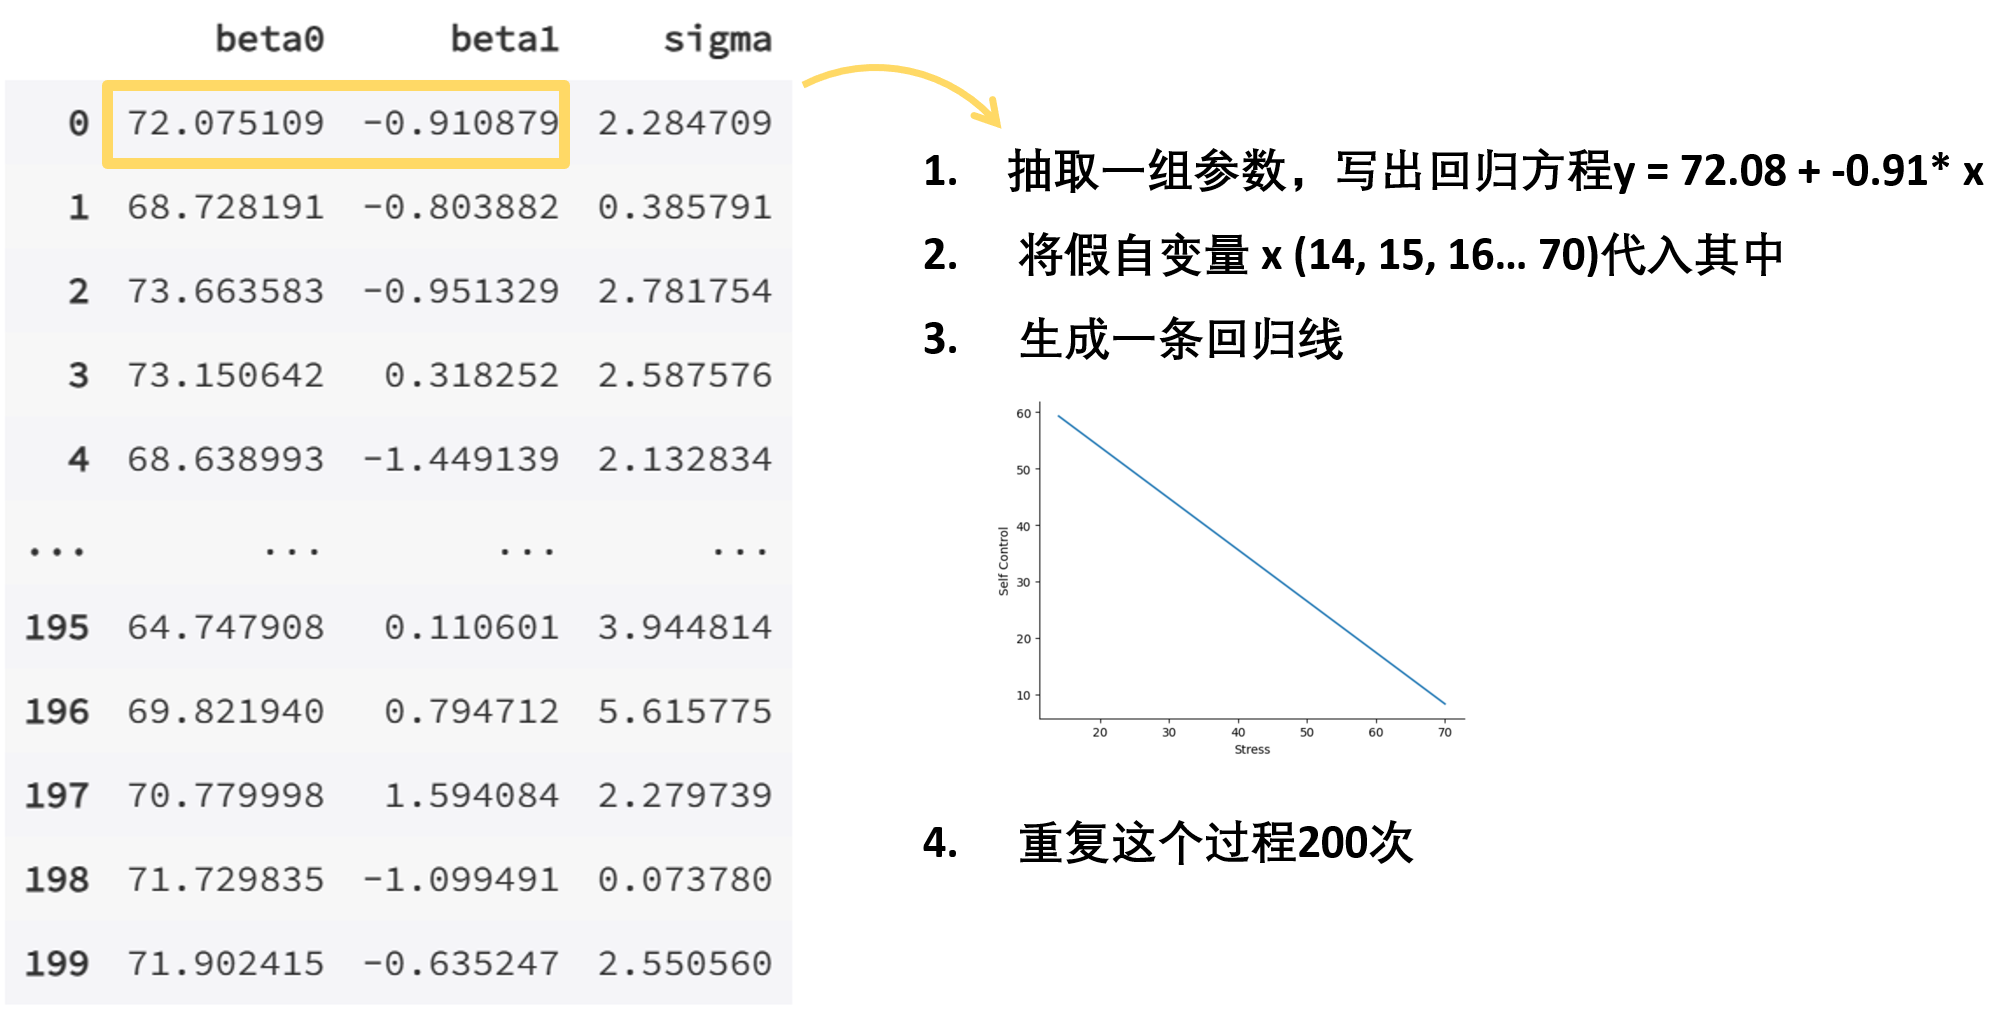 beta0 beta1 sigma
0 72.075109 -0.910879 2.284709
1 68.728191 -0.803882 0.385791
2 73.663583 -0.951329 2.781754
3 73.150642 0.318252 2.587576
4 68.638993 -1.449139 2.132834
... ... ... ...
195 64.747908 0.110601 3.944814
196 69.821940 0.794712 5.615775
197 70.779998 1.594084 2.279739
198 71.729835 -1.099491 0.073780
199 71.902415 -0.635247 2.550560
1. 抽取一组参数，写出回归方程y = 72.08 + -0.91* x
2. 将假自变量 x (14, 15, 16... 70)代入其中
3. 生成一条回归线
60
50
40
30
20
10
Self Control
20 30 40 50 60 70
Stress
4. 重复这个过程200次